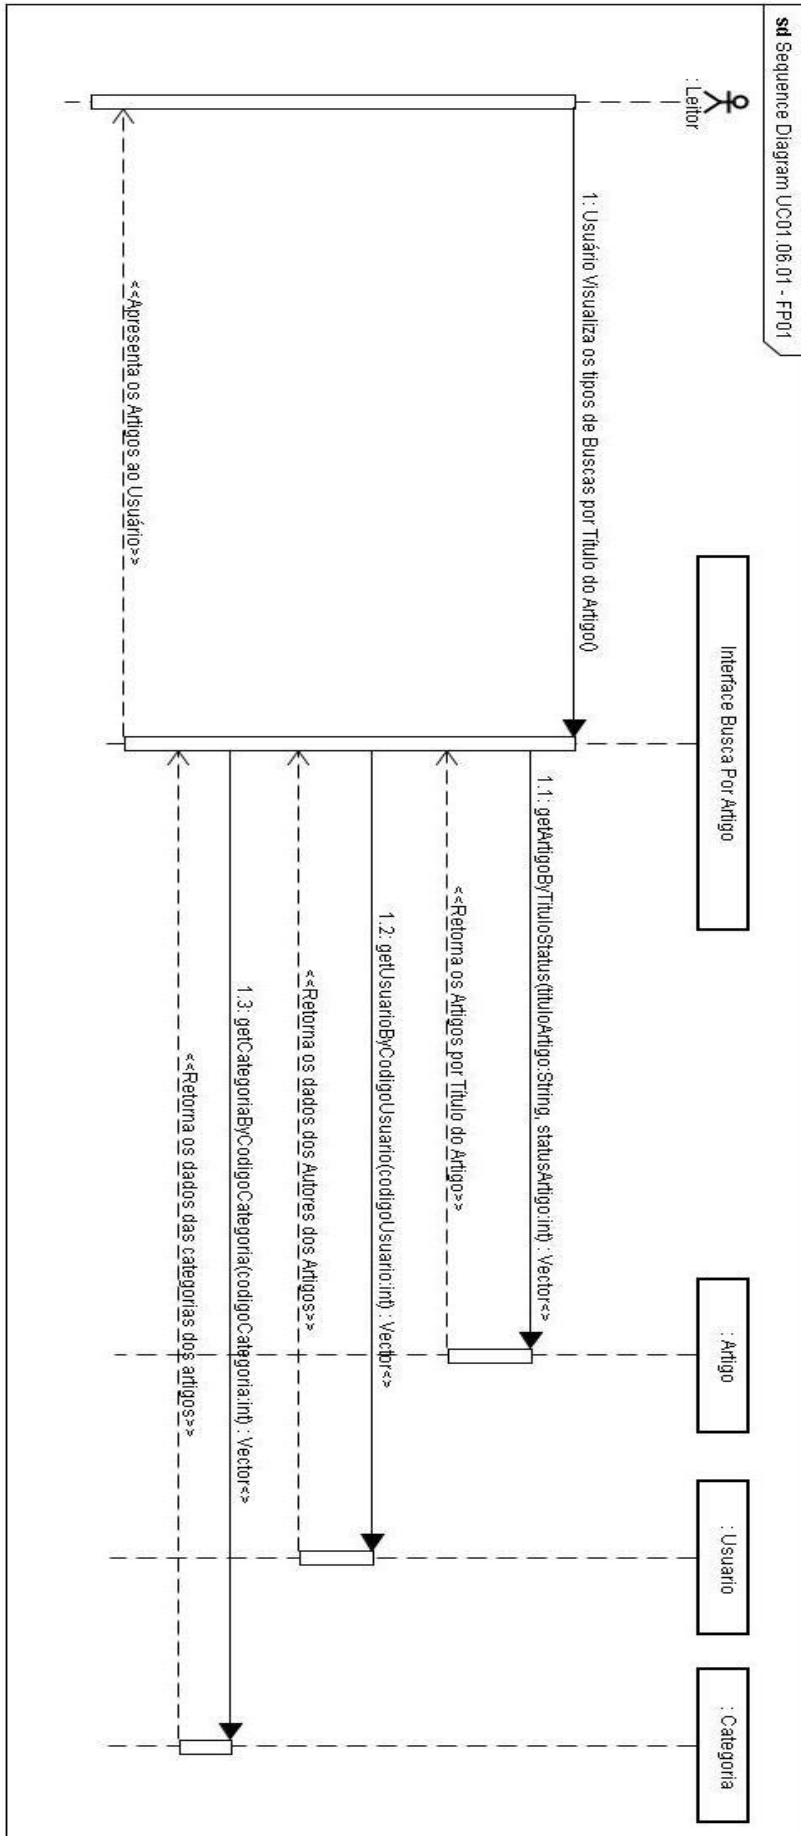 sd Sequence Diagram UC01.06.01 - FP01
: Leitor
Interface Busca Por Artigo
: Artigo
: Usuario
: Categoria
1: Usuário Visualiza os tipos de Buscas por Título do Artigo()
1.1: getArtigoByTituloStatus(tituloArtigo:String, statusArtigo:int) : Vector<>
<<Retorna os Artigos por Título do Artigo>>
1.2: getUsuarioByCodigoUsuario(codigoUsuario:int) : Vector<>
<<Retorna os dados dos Autores dos Artigos>>
1.3: getCategoriaByCodigoCategoria(codigoCategoria:int) : Vector<>
<<Retorna os dados das categorias dos artigos>>
<<Apresenta os Artigos ao Usuário>>